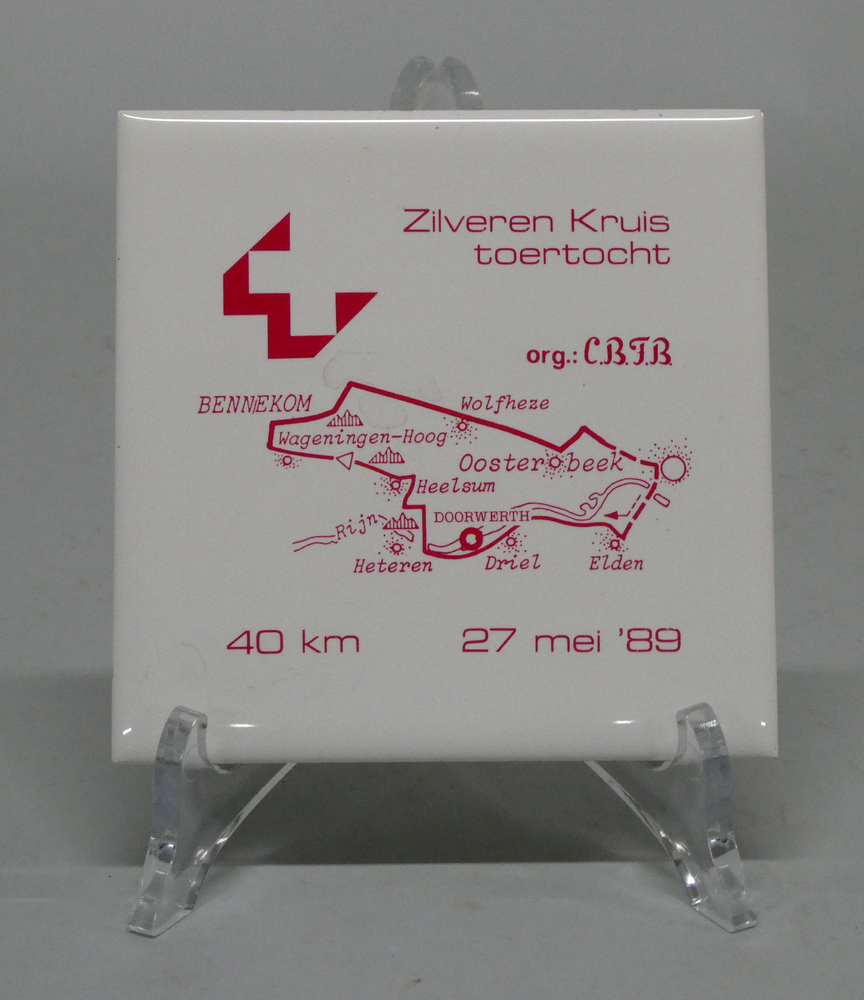 Zilveren Kruis
toertocht
org.: C.B.T.B.
BENNEKOM
Wolfheze
Wageningen-Hoog
Oosterbeek
Heelsum
DOORWERTH
Rijn
Heteren
Driel
Elden
40 km
27 mei '89